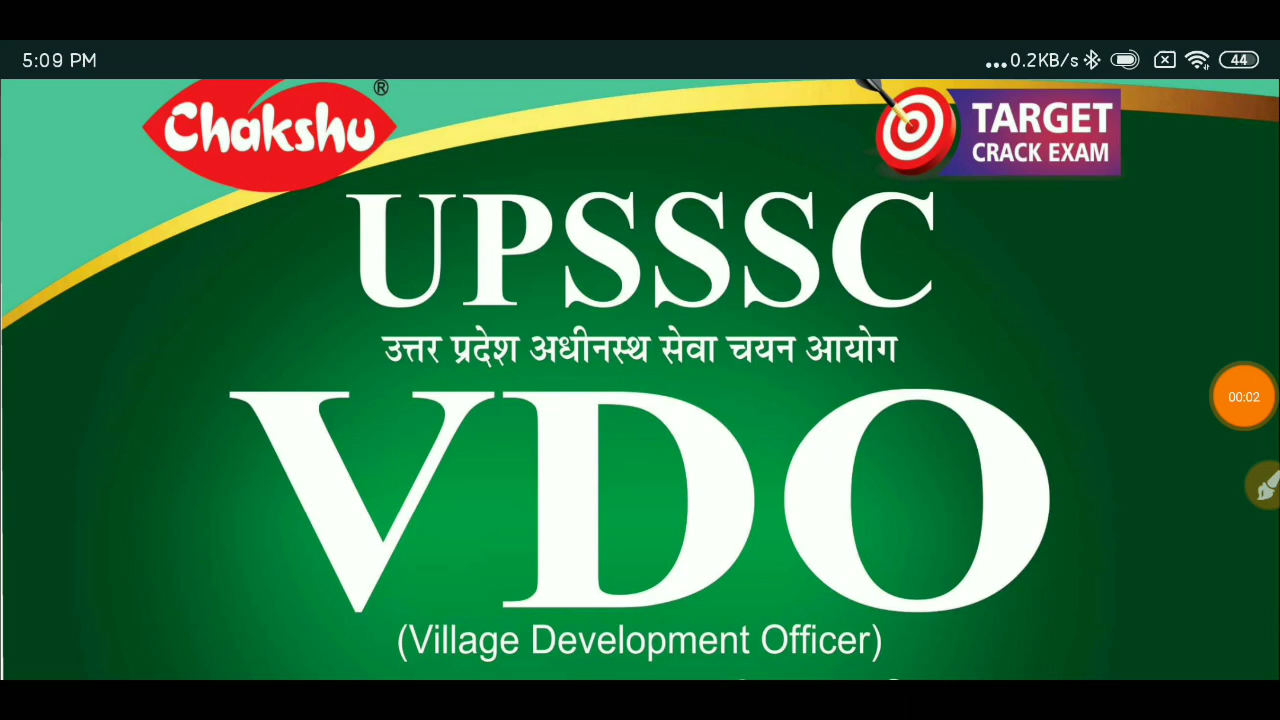 5:09 PM
...0.2KB/s
44
Chakshu®
TARGET
CRACK EXAM
UPSSSC
उत्तर प्रदेश अधीनस्थ सेवा चयन आयोग
VDO
00:02
(Village Development Officer)